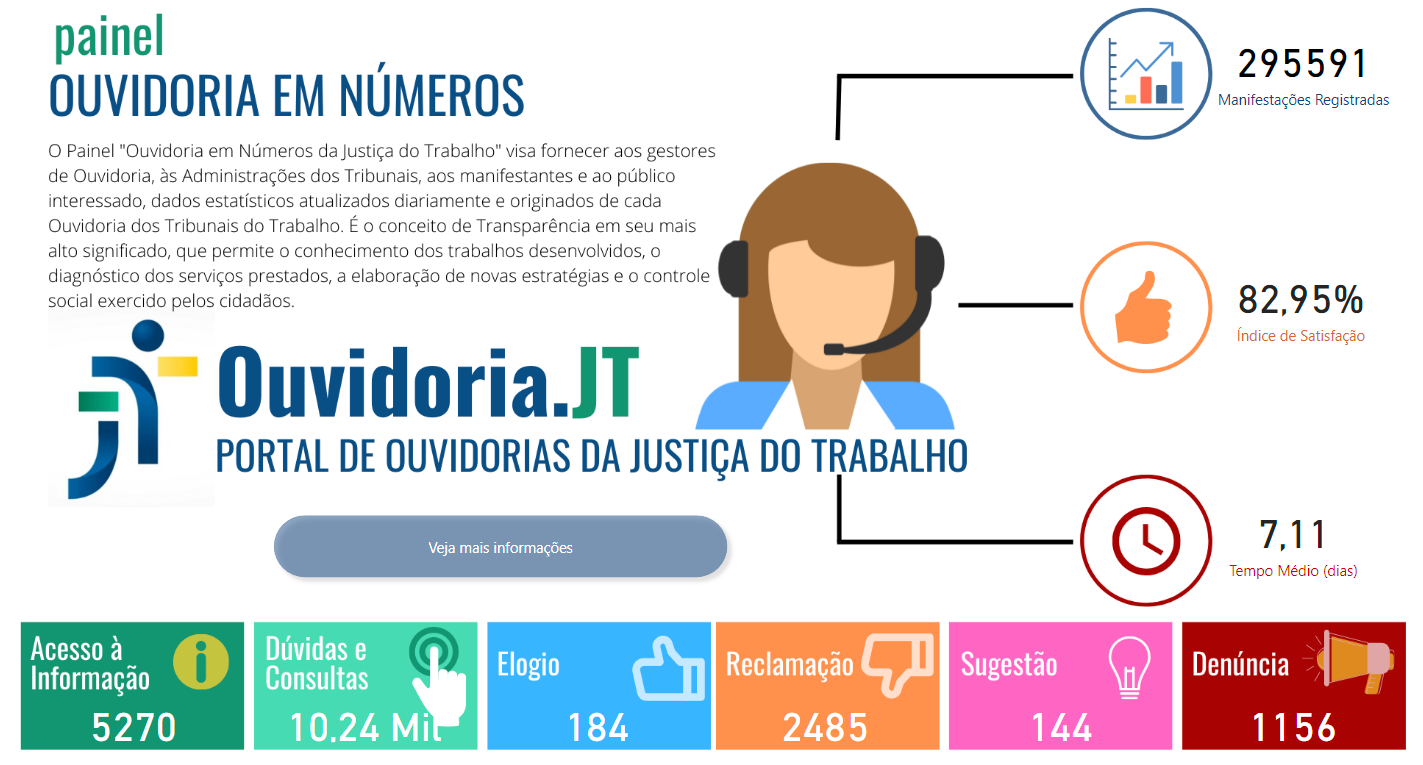 painel
OUVIDORIA EM NÚMEROS
O Painel "Ouvidoria em Números da Justiça do Trabalho" visa fornecer aos gestores
de Ouvidoria, às Administrações dos Tribunais, aos manifestantes e ao público
interessado, dados estatísticos atualizados diariamente e originados de cada
Ouvidoria dos Tribunais do Trabalho. É o conceito de Transparência em seu mais
alto significado, que permite o conhecimento dos trabalhos desenvolvidos, o
diagnóstico dos serviços prestados, a elaboração de novas estratégias e o controle
social exercido pelos cidadãos.
Ouvidoria.JT
PORTAL DE OUVIDORIAS DA JUSTIÇA DO TRABALHO
Veja mais informações
295591
Manifestações Registradas
82,95%
Índice de Satisfação
7,11
Tempo Médio (dias)
Acesso à
Informação
5270
Dúvidas e
Consultas
10,24 Mil
Elogio
184
Reclamação
2485
Sugestão
144
Denúncia
1156